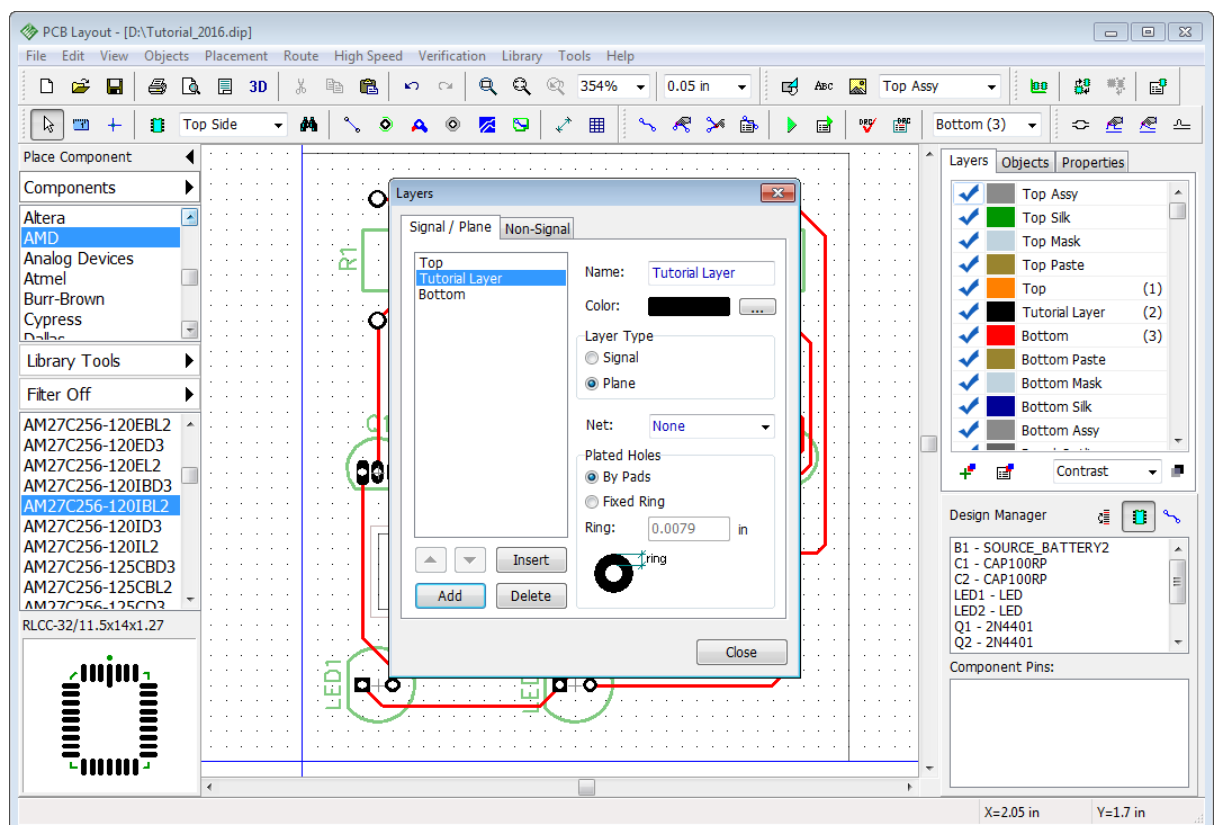 PCB Layout - [D:\Tutorial_2016.dip]
File Edit View Objects Placement Route High Speed Verification Library Tools Help
3D 354% 0.05 in ABC Top Assy
Top Side DRC DRC Bottom (3)
Place Component
Components
Altera
AMD
Analog Devices
Atmel
Burr-Brown
Cypress
Dallas
Library Tools
Filter Off
AM27C256-120EBL2
AM27C256-120ED3
AM27C256-120EL2
AM27C256-120IBD3
AM27C256-120IBL2
AM27C256-120ID3
AM27C256-120IL2
AM27C256-125CBD3
AM27C256-125CBL2
AM27C256-125CD3
RLCC-32/11.5x14x1.27
R1
Q1
LED1
LED
Layers
Signal / Plane Non-Signal
Top
Tutorial Layer
Bottom
Name: Tutorial Layer
Color: ...
Layer Type
Signal
Plane
Net: None
Plated Holes
By Pads
Fixed Ring
Ring: 0.0079 in
ring
Insert
Add Delete
Close
Layers Objects Properties
Top Assy
Top Silk
Top Mask
Top Paste
Top (1)
Tutorial Layer (2)
Bottom (3)
Bottom Paste
Bottom Mask
Bottom Silk
Bottom Assy
Contrast
Design Manager
B1 - SOURCE_BATTERY2
C1 - CAP100RP
C2 - CAP100RP
LED1 - LED
LED2 - LED
Q1 - 2N4401
Q2 - 2N4401
Component Pins:
X=2.05 in Y=1.7 in